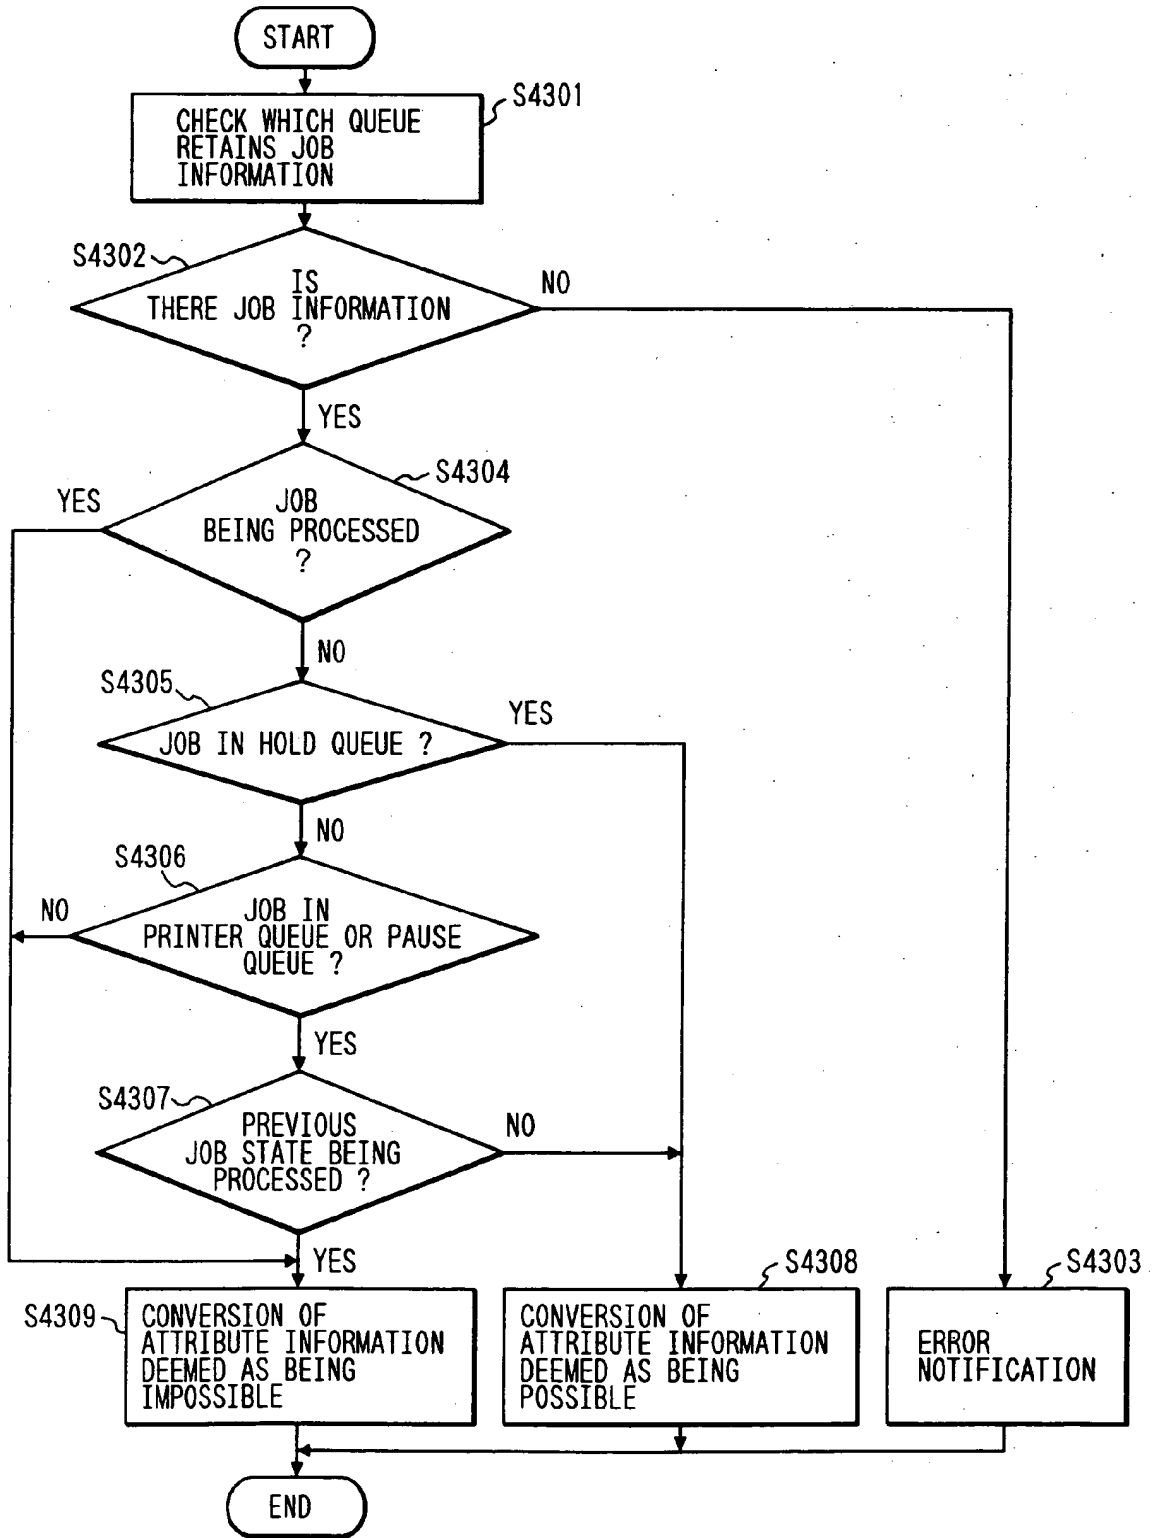 START
S4301
CHECK WHICH QUEUE
RETAINS JOB
INFORMATION
S4302
IS
THERE JOB INFORMATION
?
NO
YES
S4304
YES
JOB
BEING PROCESSED
?
NO
S4305
YES
JOB IN HOLD QUEUE ?
NO
S4306
NO
JOB IN
PRINTER QUEUE OR PAUSE
QUEUE ?
YES
S4307
NO
PREVIOUS
JOB STATE BEING
PROCESSED ?
YES
S4309
CONVERSION OF
ATTRIBUTE INFORMATION
DEEMED AS BEING
IMPOSSIBLE
S4308
CONVERSION OF
ATTRIBUTE INFORMATION
DEEMED AS BEING
POSSIBLE
S4303
ERROR
NOTIFICATION
END